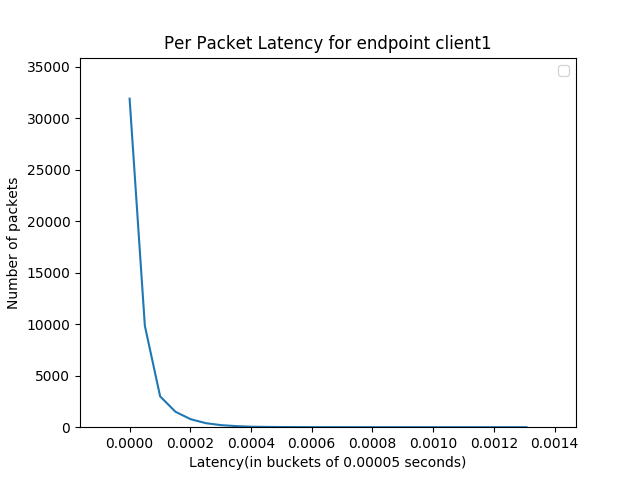 Per Packet Latency for endpoint client1
35000
30000
25000
20000
15000
10000
5000
0
Number of packets
0.0000 0.0002 0.0004 0.0006 0.0008 0.0010 0.0012 0.0014
Latency(in buckets of 0.00005 seconds)